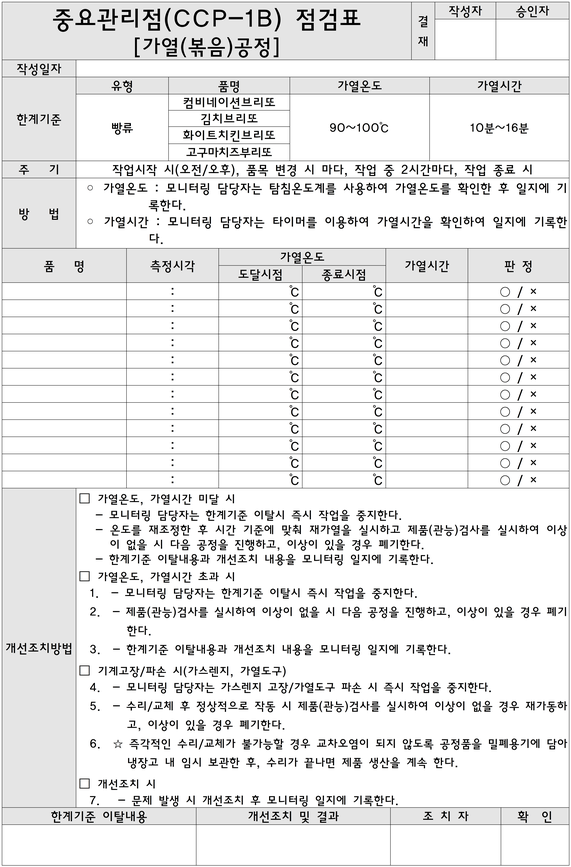 중요관리점(CCP-1B) 점검표
[가열(볶음)공정]
결
재
작성자
승인자
작성일자
한계기준
유형
품명
가열온도
가열시간
빵류
컴비네이션브리또
김치브리또
화이트치킨브리또
고구마치즈부리또
90~100℃
10분~16분
주 기
작업시작 시(오전/오후), 품목 변경 시 마다, 작업 중 2시간마다, 작업 종료 시
방 법
○ 가열온도 : 모니터링 담당자는 탐침온도계를 사용하여 가열온도를 확인한 후 일지에 기
록한다.
○ 가열시간 : 모니터링 담당자는 타이머를 이용하여 가열시간을 확인하여 일지에 기록한
다.
품 명
측정시각
가열온도
도달시점
종료시점
가열시간
판 정
: ℃ ℃ ○ / ×
: ℃ ℃ ○ / ×
: ℃ ℃ ○ / ×
: ℃ ℃ ○ / ×
: ℃ ℃ ○ / ×
: ℃ ℃ ○ / ×
: ℃ ℃ ○ / ×
: ℃ ℃ ○ / ×
: ℃ ℃ ○ / ×
: ℃ ℃ ○ / ×
: ℃ ℃ ○ / ×
: ℃ ℃ ○ / ×
개선조치방법
□ 가열온도, 가열시간 미달 시
- 모니터링 담당자는 한계기준 이탈시 즉시 작업을 중지한다.
- 온도를 재조정한 후 시간 기준에 맞춰 재가열을 실시하고 제품(관능)검사를 실시하여 이상
이 없을 시 다음 공정을 진행하고, 이상이 있을 경우 폐기한다.
- 한계기준 이탈내용과 개선조치 내용을 모니터링 일지에 기록한다.
□ 가열온도, 가열시간 초과 시
1. - 모니터링 담당자는 한계기준 이탈시 즉시 작업을 중지한다.
2. - 제품(관능)검사를 실시하여 이상이 없을 시 다음 공정을 진행하고, 이상이 있을 경우 폐기
한다.
3. - 한계기준 이탈내용과 개선조치 내용을 모니터링 일지에 기록한다.
□ 기계고장/파손 시(가스렌지, 가열도구)
4. - 모니터링 담당자는 가스렌지 고장/가열도구 파손 시 즉시 작업을 중지한다.
5. - 수리/교체 후 정상적으로 작동 시 제품(관능)검사를 실시하여 이상이 없을 경우 재가동하
고, 이상이 있을 경우 폐기한다.
6. ☆ 즉각적인 수리/교체가 불가능할 경우 교차오염이 되지 않도록 공정품을 밀폐용기에 담아
냉장고 내 임시 보관한 후, 수리가 끝나면 제품 생산을 계속 한다.
□ 개선조치 시
7. - 문제 발생 시 개선조치 후 모니터링 일지에 기록한다.
한계기준 이탈내용
개선조치 및 결과
조 치 자
확 인